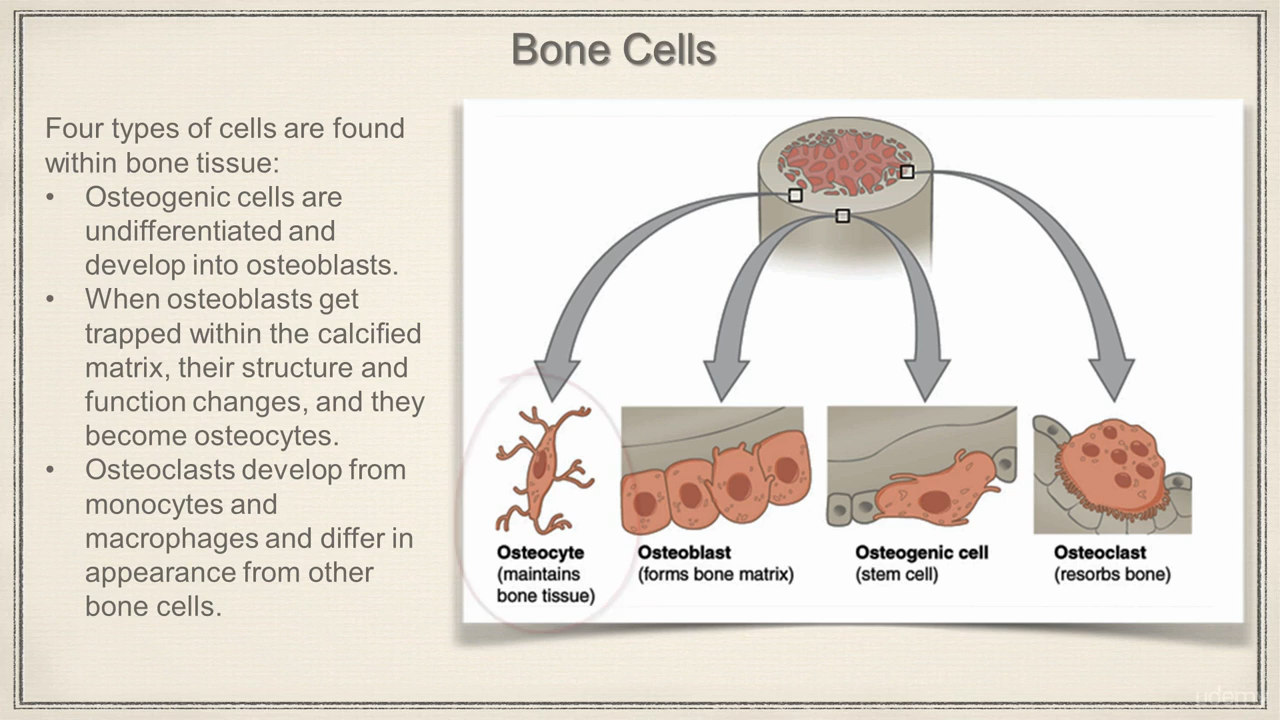 Bone Cells
Four types of cells are found
within bone tissue:
• Osteogenic cells are
undifferentiated and
develop into osteoblasts.
• When osteoblasts get
trapped within the calcified
matrix, their structure and
function changes, and they
become osteocytes.
• Osteoclasts develop from
monocytes and
macrophages and differ in
appearance from other
bone cells.
Osteocyte
(maintains
bone tissue)
Osteoblast
(forms bone matrix)
Osteogenic cell
(stem cell)
Osteoclast
(resorbs bone)
udemy